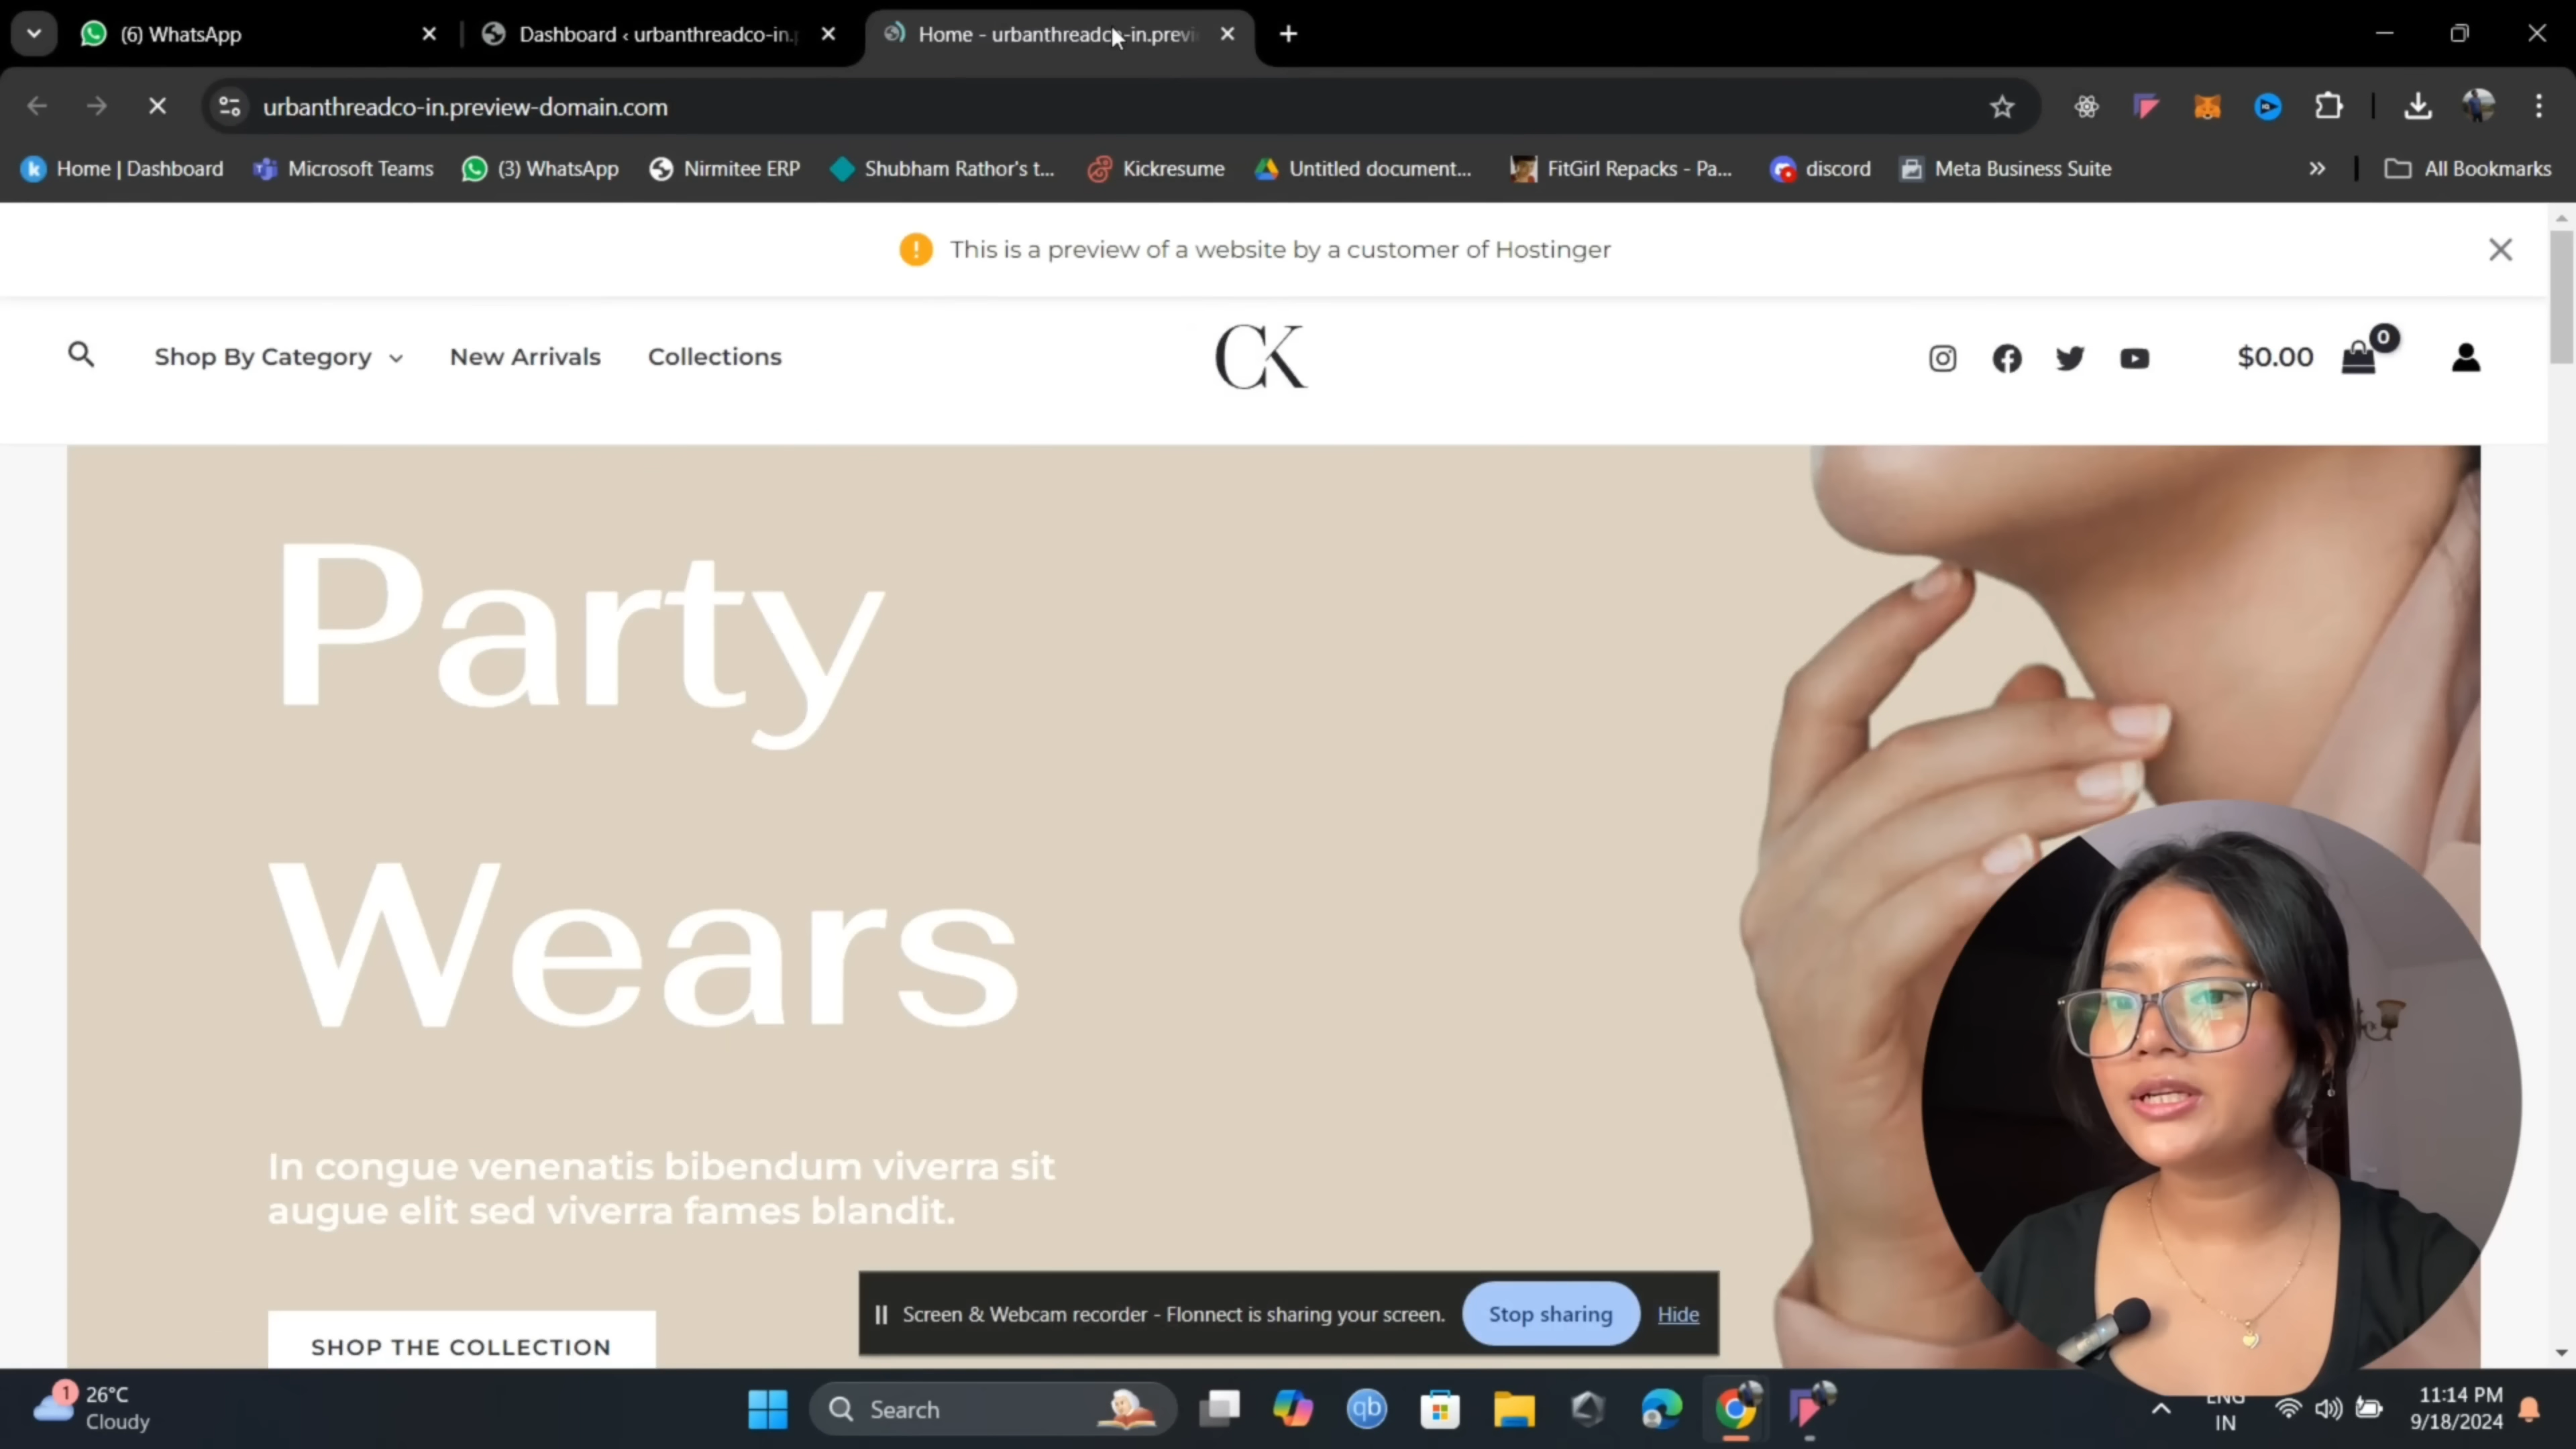 (6) WhatsApp
Dashboard ‹ urbanthreadco-in.
Home - urbanthreadco-in.previ
urbanthreadco-in.preview-domain.com
Home | Dashboard
Microsoft Teams
(3) WhatsApp
Nirmitee ERP
Shubham Rathor's t...
Kickresume
Untitled document...
FitGirl Repacks - Pa...
discord
Meta Business Suite
All Bookmarks
This is a preview of a website by a customer of Hostinger
Shop By Category
New Arrivals
Collections
CK
$0.00
0
Party
Wears
In congue venenatis bibendum viverra sit
augue elit sed viverra fames blandit.
SHOP THE COLLECTION
Screen & Webcam recorder - Flonnect is sharing your screen.
Stop sharing
Hide
1
26°C
Cloudy
Search
qb
ENG
IN
11:14 PM
9/18/2024